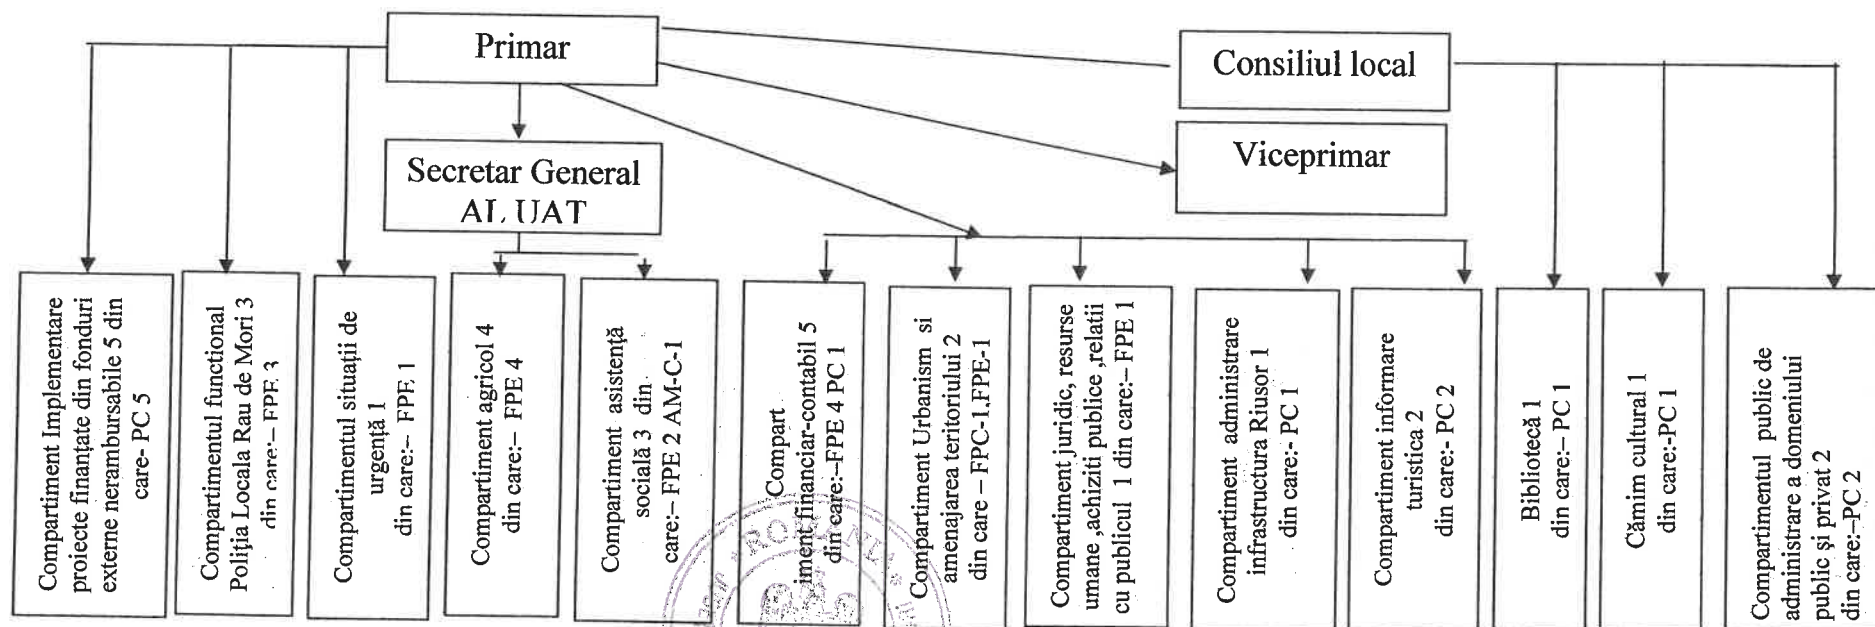 Primar
Consiliul local
Viceprimar
Secretar General
AL UAT
Compartiment Implementare
proiecte finanțate din fonduri
externe nerambursabile 5 din
care- PC 5
Compartimentul functional
Poliția Locala Rau de Mori 3
din care:– FPE 3
Compartimentul situații de
urgență 1
din care:– FPE 1
Compartiment agricol 4
din care:– FPE 4
Compartiment asistență
socială 3 din
care:– FPE 2 AM-C-1
Compart
iment financiar-contabil 5
din care:–FPE 4 PC 1
Compartiment Urbanism si
amenajarea teritoriului 2
din care – FPC-1.FPE-1
Compartiment juridic, resurse
umane ,achiziti publice ,relatii
cu publicul 1 din care:– FPE 1
Compartiment administrare
infrastructura Riusor 1
din care:- PC 1
Compartiment informare
turistica 2
din care:- PC 2
Bibliotecă 1
din care:– PC 1
Cămim cultural 1
din care:-PC 1
Compartimentul public de
administrare a domeniului
public și privat 2
din care:–PC 2
ROMÂNIA